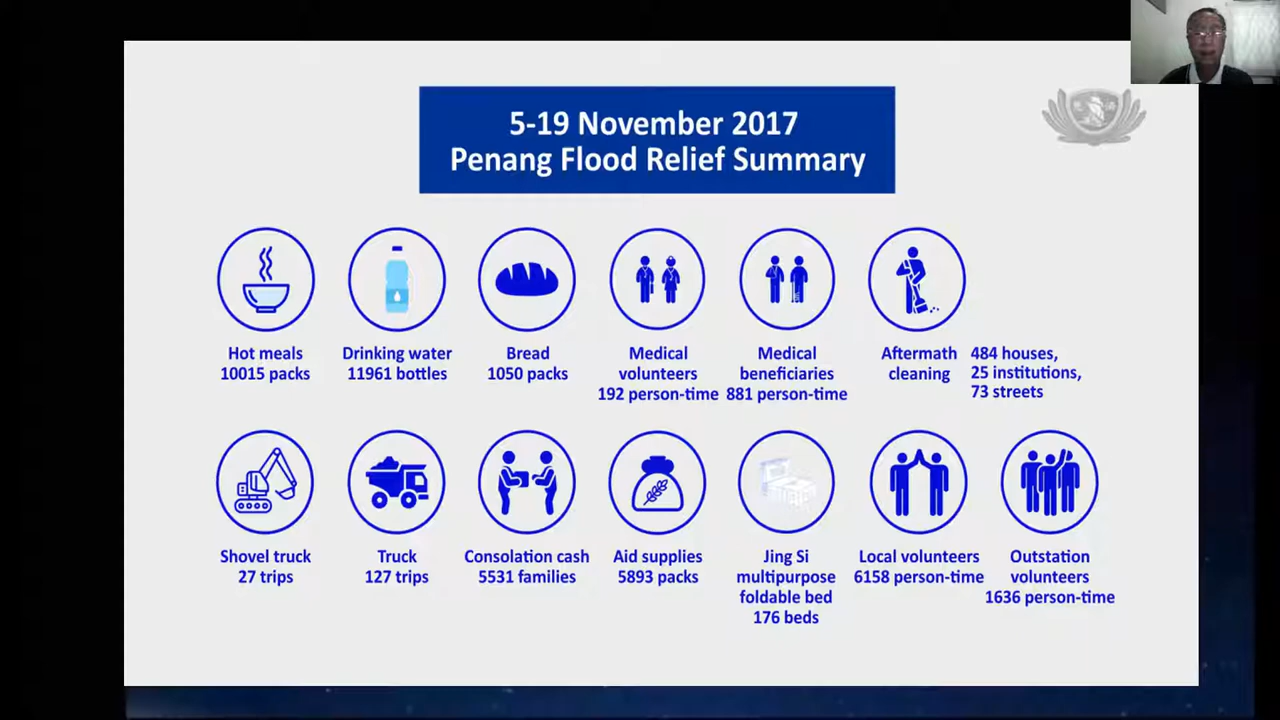 5-19 November 2017
Penang Flood Relief Summary
Hot meals
10015 packs
Drinking water
11961 bottles
Bread
1050 packs
Medical
volunteers
192 person-time
Medical
beneficiaries
881 person-time
Aftermath
cleaning
484 houses,
25 institutions,
73 streets
Shovel truck
27 trips
Truck
127 trips
Consolation cash
5531 families
Aid supplies
5893 packs
Jing Si
multipurpose
foldable bed
176 beds
Local volunteers
6158 person-time
Outstation
volunteers
1636 person-time